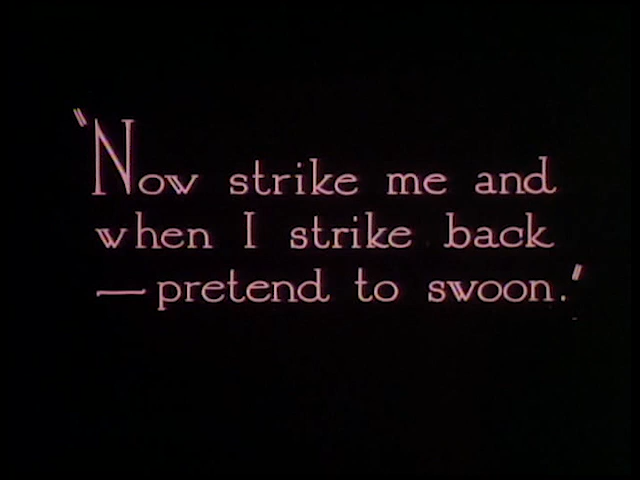 "Now strike me and
when I strike back
—pretend to swoon."